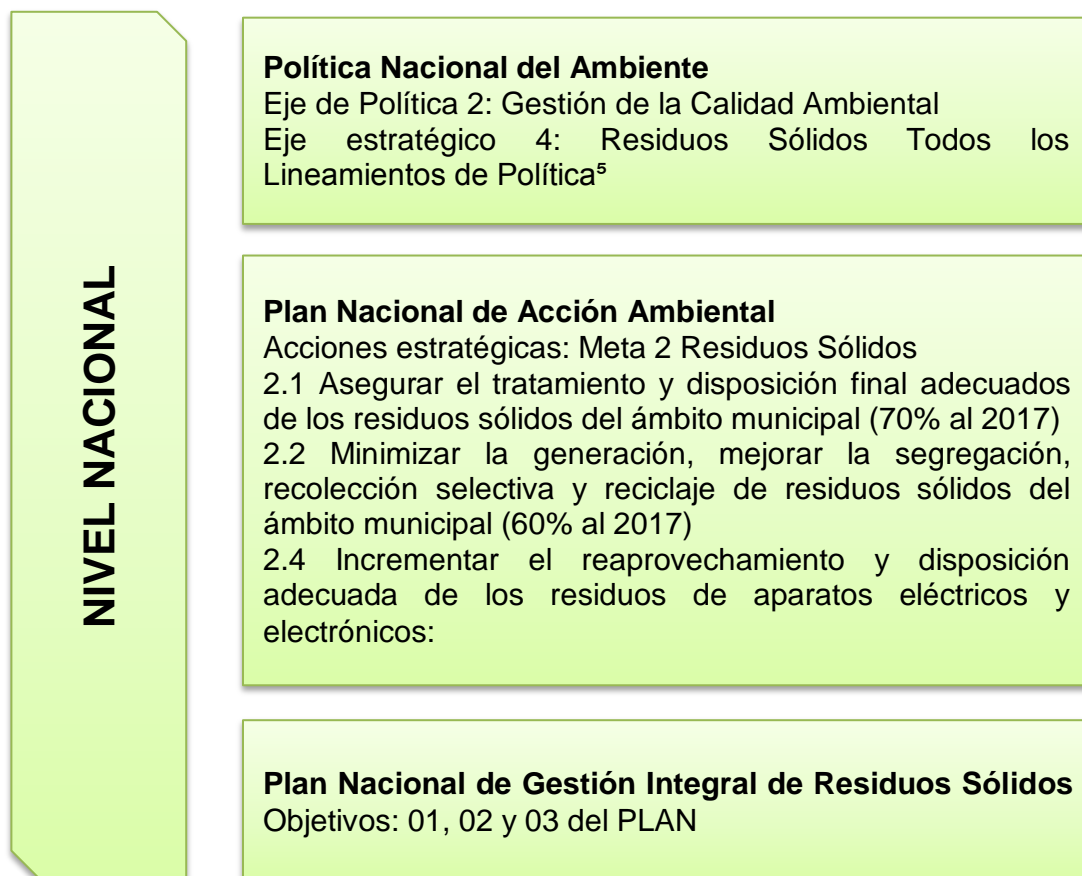 NIVEL NACIONAL
Política Nacional del Ambiente
Eje de Política 2: Gestión de la Calidad Ambiental
Eje estratégico 4: Residuos Sólidos Todos los
Lineamientos de Política⁵
Plan Nacional de Acción Ambiental
Acciones estratégicas: Meta 2 Residuos Sólidos
2.1 Asegurar el tratamiento y disposición final adecuados
de los residuos sólidos del ámbito municipal (70% al 2017)
2.2 Minimizar la generación, mejorar la segregación,
recolección selectiva y reciclaje de residuos sólidos del
ámbito municipal (60% al 2017)
2.4 Incrementar el reaprovechamiento y disposición
adecuada de los residuos de aparatos eléctricos y
electrónicos:
Plan Nacional de Gestión Integral de Residuos Sólidos
Objetivos: 01, 02 y 03 del PLAN